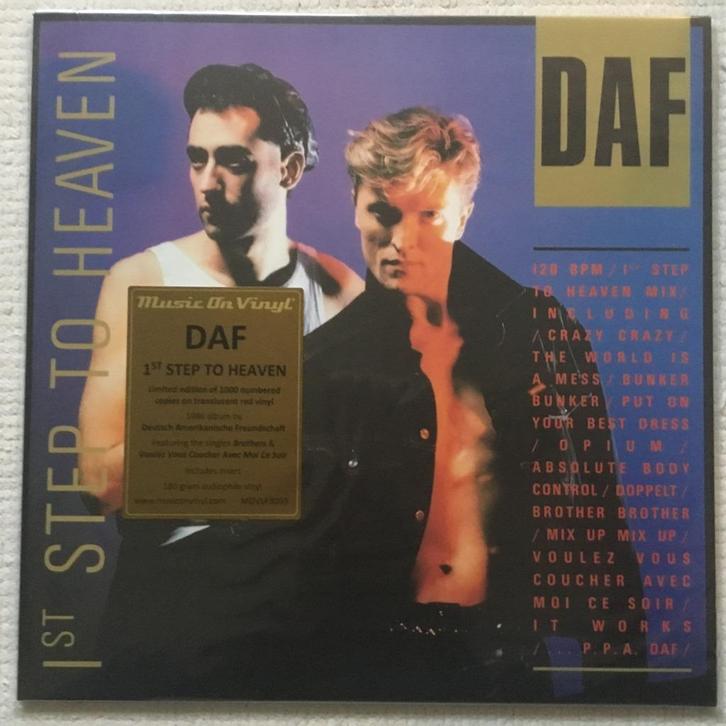 1ST STEP TO HEAVEN
DAF
120 BPM / 1ST STEP
TO HEAVEN MIX /
INCLUDING
/ CRAZY CRAZY /
THE WORLD IS
A MESS / BUNKER
BUNKER / PUT ON
YOUR BEST DRESS
/ OPIUM /
ABSOLUTE BODY
CONTROL / DOPPELT /
BROTHER BROTHER
/ MIX UP MIX UP /
VOULEZ VOUS
COUCHER AVEC
MOI CE SOIR /
IT WORKS
/ ... P.P.A. DAF /
Music On Vinyl
DAF
1ST STEP TO HEAVEN
Limited edition of 1000 numbered
copies on translucent red vinyl
1986 album by
Deutsch Amerikanische Freundschaft
Featuring the singles Brothers &
Voulez Vous Coucher Avec Moi Ce Soir
Includes insert
180 gram audiophile vinyl
www.musiconvinyl.com